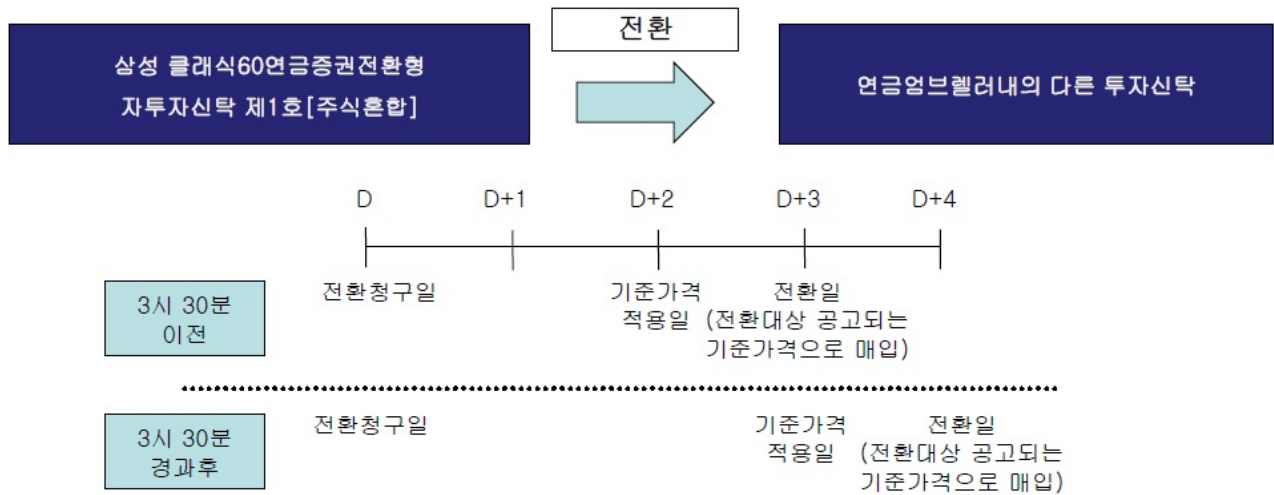 전환
삼성 클래식60연금증권전환형
자투자신탁 제1호[주식혼합]
연금엄브렐러내의 다른 투자신탁
D D+1 D+2 D+3 D+4
3시 30분
이전
전환청구일
기준가격
적용일
전환일
(전환대상 공고되는
기준가격으로 매입)
3시 30분
경과후
전환청구일
기준가격
적용일
전환일
(전환대상 공고되는
기준가격으로 매입)